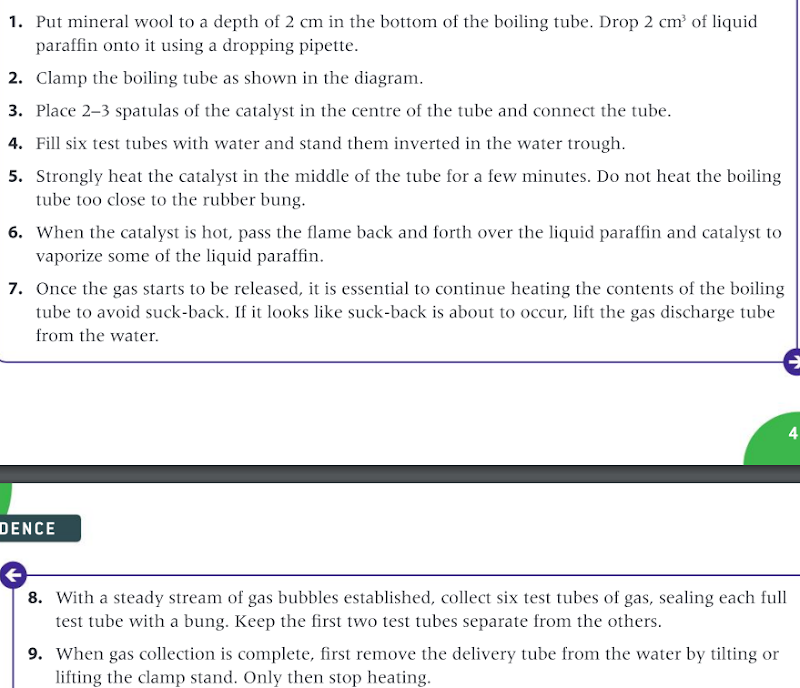 1. Put mineral wool to a depth of 2 cm in the bottom of the boiling tube. Drop 2 cm³ of liquid
paraffin onto it using a dropping pipette.
2. Clamp the boiling tube as shown in the diagram.
3. Place 2–3 spatulas of the catalyst in the centre of the tube and connect the tube.
4. Fill six test tubes with water and stand them inverted in the water trough.
5. Strongly heat the catalyst in the middle of the tube for a few minutes. Do not heat the boiling
tube too close to the rubber bung.
6. When the catalyst is hot, pass the flame back and forth over the liquid paraffin and catalyst to
vaporize some of the liquid paraffin.
7. Once the gas starts to be released, it is essential to continue heating the contents of the boiling
tube to avoid suck-back. If it looks like suck-back is about to occur, lift the gas discharge tube
from the water.
4
DENCE
8. With a steady stream of gas bubbles established, collect six test tubes of gas, sealing each full
test tube with a bung. Keep the first two test tubes separate from the others.
9. When gas collection is complete, first remove the delivery tube from the water by tilting or
lifting the clamp stand. Only then stop heating.